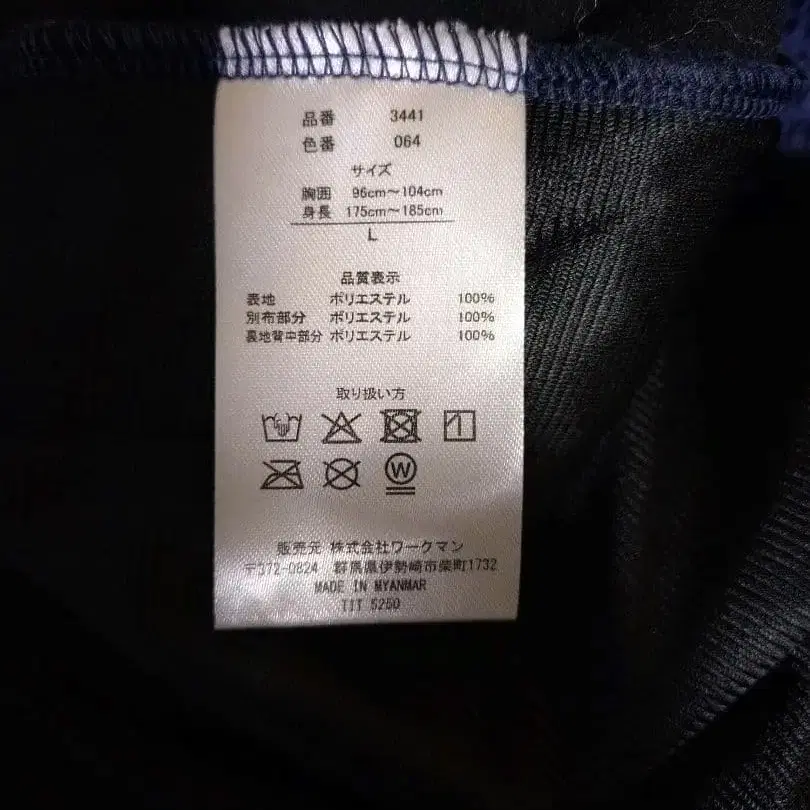 品番 3441
色番 064
サイズ
胸囲 96cm～104cm
身長 175cm～185cm
L
品質表示
表地 ポリエステル 100%
別布部分 ポリエステル 100%
裏地背中部分 ポリエステル 100%
取り扱い方
W
販売元 株式会社ワークマン
〒372-0824 群馬県伊勢崎市柴町1732
MADE IN MYANMAR
TIT 5250